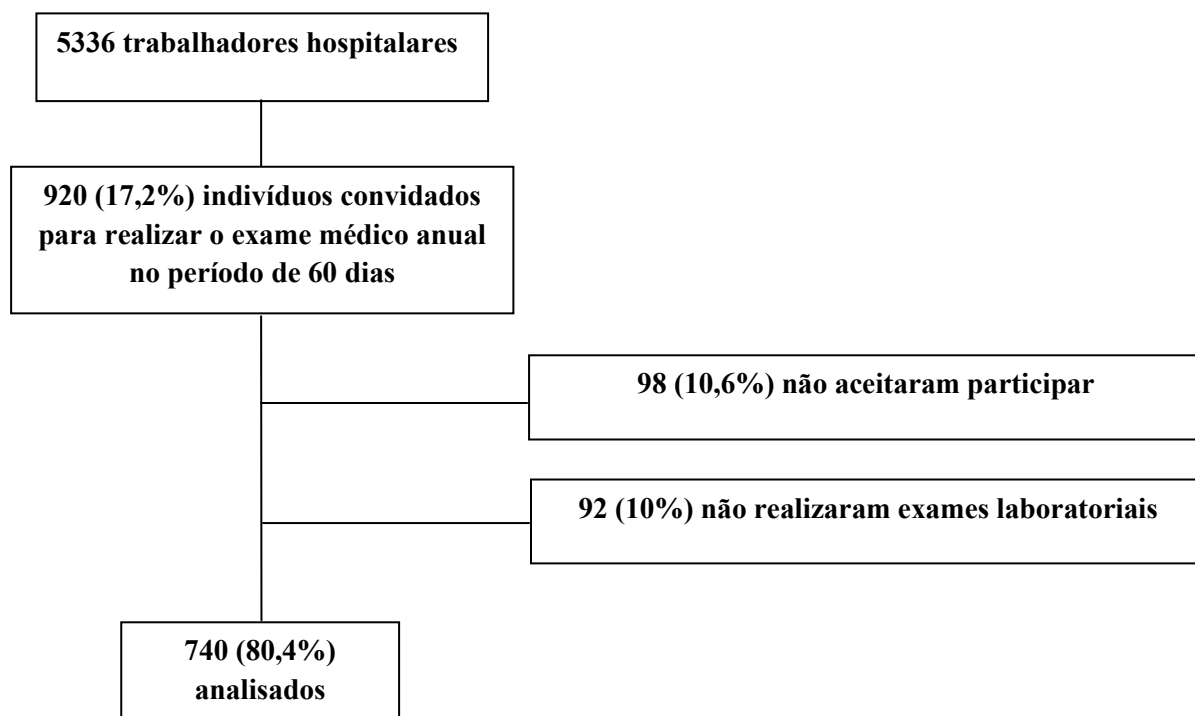 5336 trabalhadores hospitalares
920 (17,2%) indivíduos convidados
para realizar o exame médico anual
no período de 60 dias
98 (10,6%) não aceitaram participar
92 (10%) não realizaram exames laboratoriais
740 (80,4%)
analisados